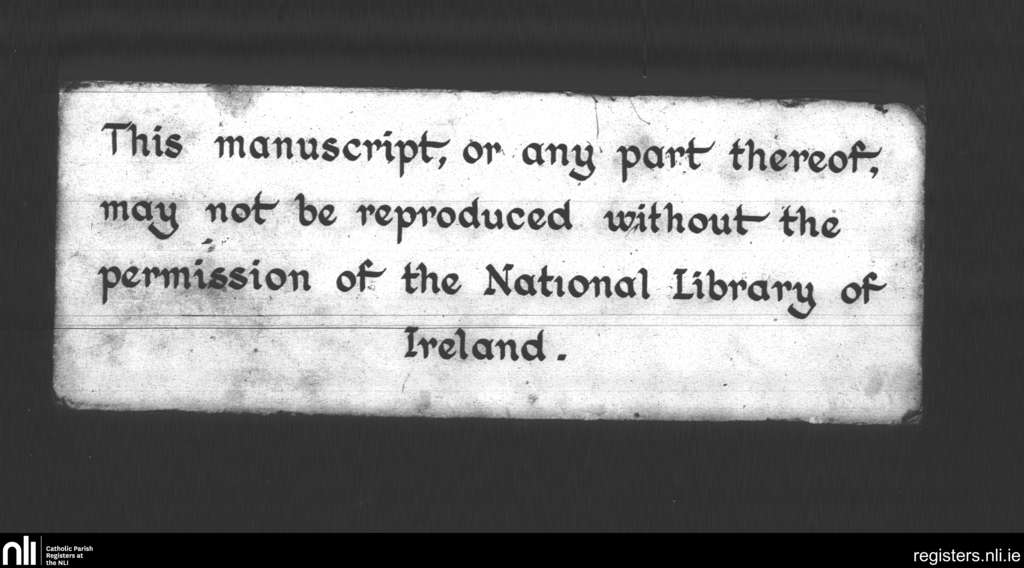 This manuscript, or any part thereof,
may not be reproduced without the
permission of the National Library of
Ireland.
nli
Catholic Parish
Registers at
the NLI
registers.nli.ie